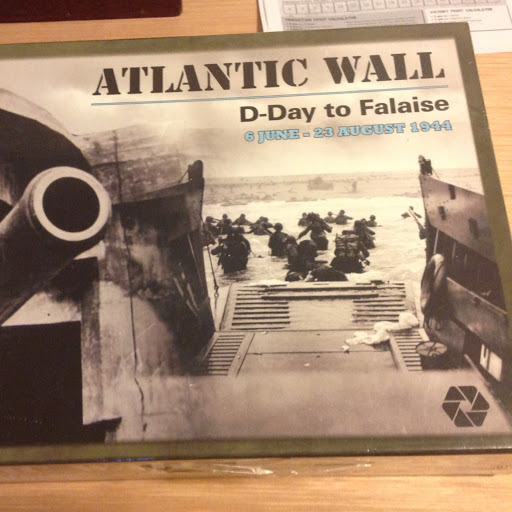 ATLANTIC WALL
D-Day to Falaise
6 JUNE - 23 AUGUST 1944